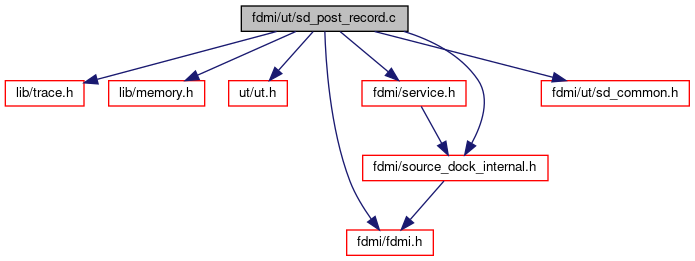 fdmi/ut/sd_post_record.c
lib/trace.h
lib/memory.h
ut/ut.h
fdmi/service.h
fdmi/ut/sd_common.h
fdmi/source_dock_internal.h
fdmi/fdmi.h